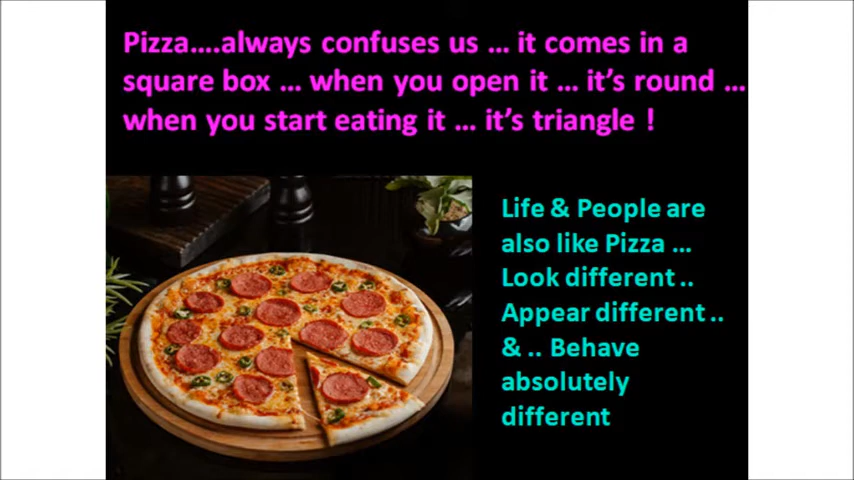 Pizza....always confuses us ... it comes in a
square box ... when you open it ... it’s round ...
when you start eating it ... it’s triangle !
Life & People are
also like Pizza ...
Look different ..
Appear different ..
& .. Behave
absolutely
different